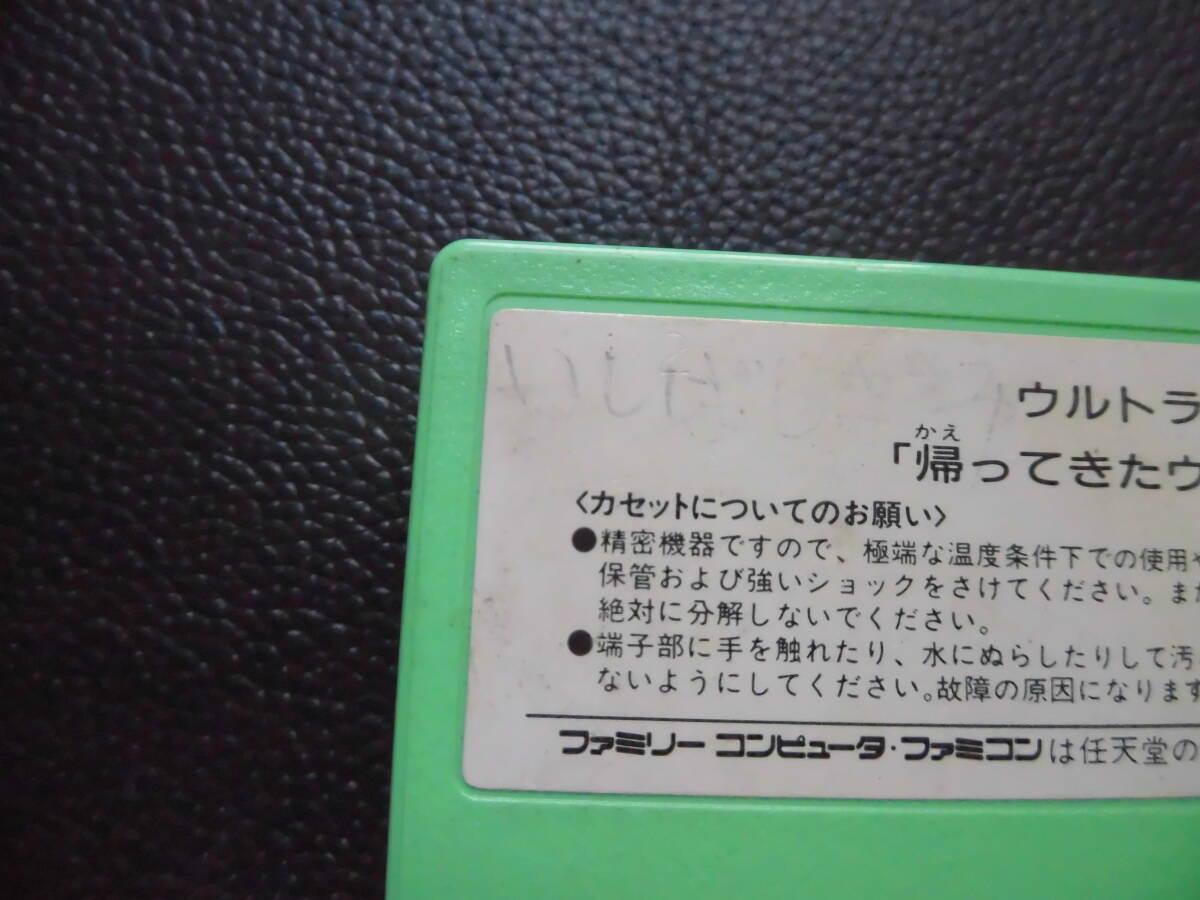 ウルトラ
「帰ってきたウ
かえ
〈カセットについてのお願い〉
●精密機器ですので、極端な温度条件下での使用や
保管および強いショックをさけてください。また
絶対に分解しないでください。
●端子部に手を触れたり、水にぬらしたりして汚
ないようにしてください。故障の原因になります
ファミリー コンピュータ・ファミコンは任天堂の